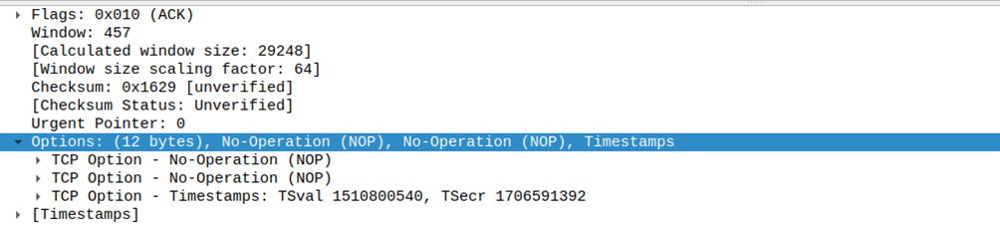 Flags: 0x010 (ACK)
Window: 457
[Calculated window size: 29248]
[Window size scaling factor: 64]
Checksum: 0x1629 [unverified]
[Checksum Status: Unverified]
Urgent Pointer: 0
Options: (12 bytes), No-Operation (NOP), No-Operation (NOP), Timestamps
TCP Option - No-Operation (NOP)
TCP Option - No-Operation (NOP)
TCP Option - Timestamps: TSval 1510800540, TSecr 1706591392
[Timestamps]